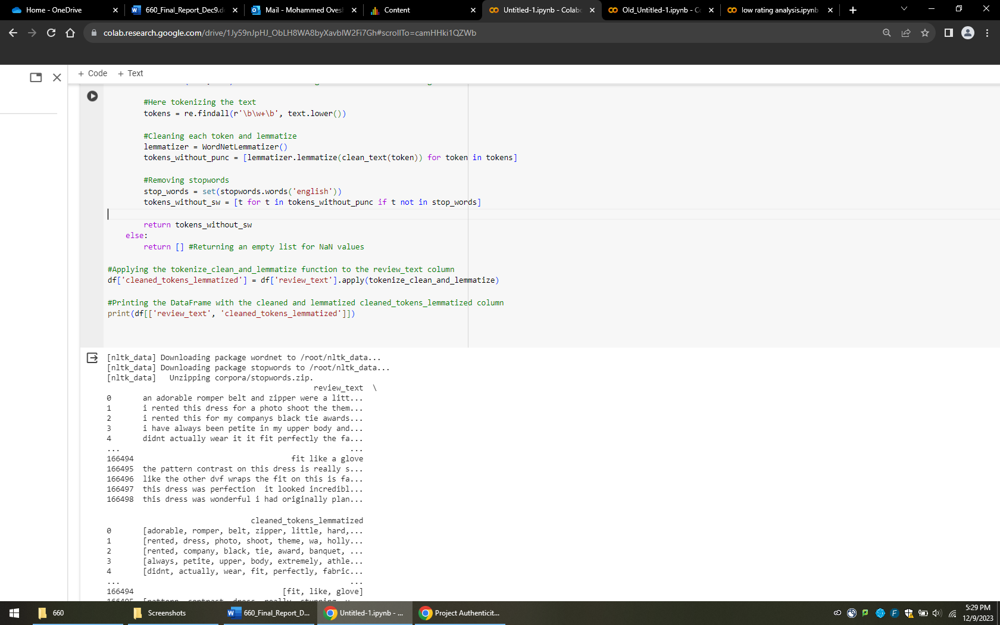 Home - OneDrive
660_Final_Report_Dec9.d
Mail - Mohammed Oves
Content
Untitled-1.ipynb - Colab
Old_Untitled-1.ipynb - C
low rating analysis.ipynb
colab.research.google.com/drive/1Jy59nJpHJ_ObLH8WA8byXavblW2Fi7Gh#scrollTo=camHHki1QZWb
+ Code + Text
#Here tokenizing the text
tokens = re.findall(r'\b\w+\b', text.lower())
#Cleaning each token and lemmatize
lemmatizer = WordNetLemmatizer()
tokens_without_punc = [lemmatizer.lemmatize(clean_text(token)) for token in tokens]
#Removing stopwords
stop_words = set(stopwords.words('english'))
tokens_without_sw = [t for t in tokens_without_punc if t not in stop_words]
return tokens_without_sw
else:
return [] #Returning an empty list for NaN values
#Applying the tokenize_clean_and_lemmatize function to the review_text column
df['cleaned_tokens_lemmatized'] = df['review_text'].apply(tokenize_clean_and_lemmatize)
#Printing the DataFrame with the cleaned and lemmatized cleaned_tokens_lemmatized column
print(df[['review_text', 'cleaned_tokens_lemmatized']])
[nltk_data] Downloading package wordnet to /root/nltk_data...
[nltk_data] Downloading package stopwords to /root/nltk_data...
[nltk_data]   Unzipping corpora/stopwords.zip.
review_text  \
0       an adorable romper belt and zipper were a litt...
1       i rented this dress for a photo shoot the them...
2       i rented this for my companys black tie awards...
3       i have always been petite in my upper body and...
4       didnt actually wear it it fit perfectly the fa...
...                                                   ...
166494                                   fit like a glove
166495  the pattern contrast on this dress is really s...
166496  like the other dvf wraps the fit on this is fa...
166497  this dress was perfection  it looked incredibl...
166498  this dress was wonderful i had originally plan...
cleaned_tokens_lemmatized
0       [adorable, romper, belt, zipper, little, hard,...
1       [rented, dress, photo, shoot, theme, wa, holly...
2       [rented, company, black, tie, award, banquet, ...
3       [always, petite, upper, body, extremely, athle...
4       [didnt, actually, wear, fit, perfectly, fabric...
...                                                   ...
166494                                 [fit, like, glove]
660
Screenshots
660_Final_Report_D...
Untitled-1.ipynb - ...
Project Authenticit...
5:29 PM
12/9/2023